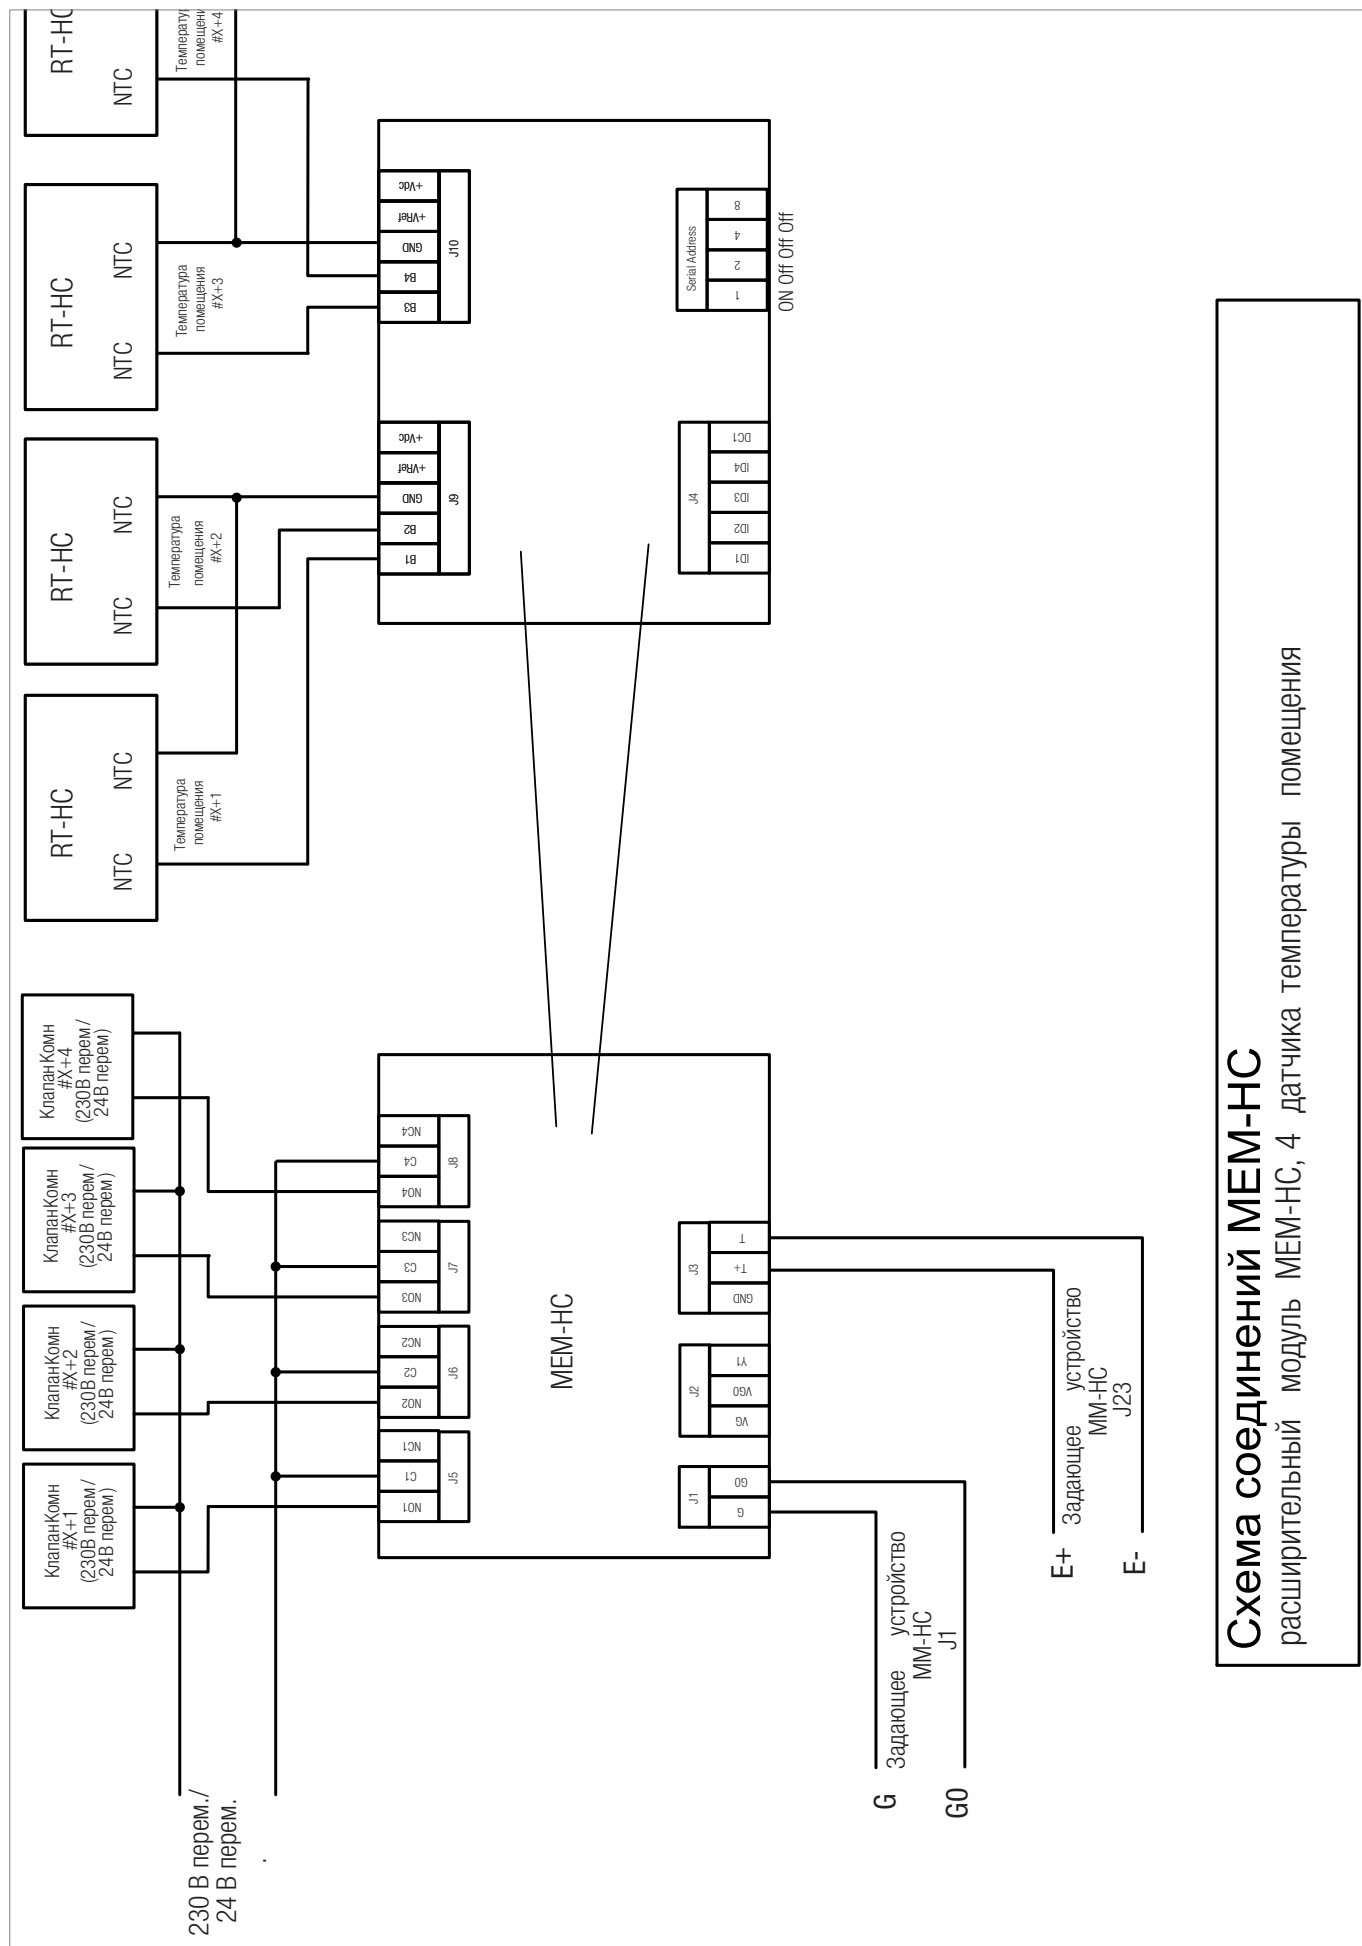 230 В перем./
24 В перем.
.
КлапанКомн
#X+1
(230В перем/
24В перем)
КлапанКомн
#X+2
(230В перем/
24В перем)
КлапанКомн
#X+3
(230В перем/
24В перем)
КлапанКомн
#X+4
(230В перем/
24В перем)
RT-HC
NTC NTC
Температура
помещения
#X+1
RT-HC
NTC NTC
Температура
помещения
#X+2
RT-HC
NTC NTC
Температура
помещения
#X+3
RT-HC
NTC
Температур
помещени
#X+4
NO1 C1 NC1
J5
NO2 C2 NC2
J6
NO3 C3 NC3
J7
NO4 C4 NC4
J8
MEM-HC
J1
G G0
J2
VG VG0 Y1
J3
GND T+ T
B1 B2 GND +VRef +Vdc
J9
B3 B4 GND +VRef +Vdc
J10
J4
ID1 ID2 ID3 ID4 DC1
Serial Address
1 2 4 8
ON Off Off Off
G
Задающее устройство
MM-HC
J1
G0
E+
Задающее устройство
MM-HC
J23
E-
Схема соединений MEM-HC
расширительный модуль MEM-HC, 4 датчика температуры помещения